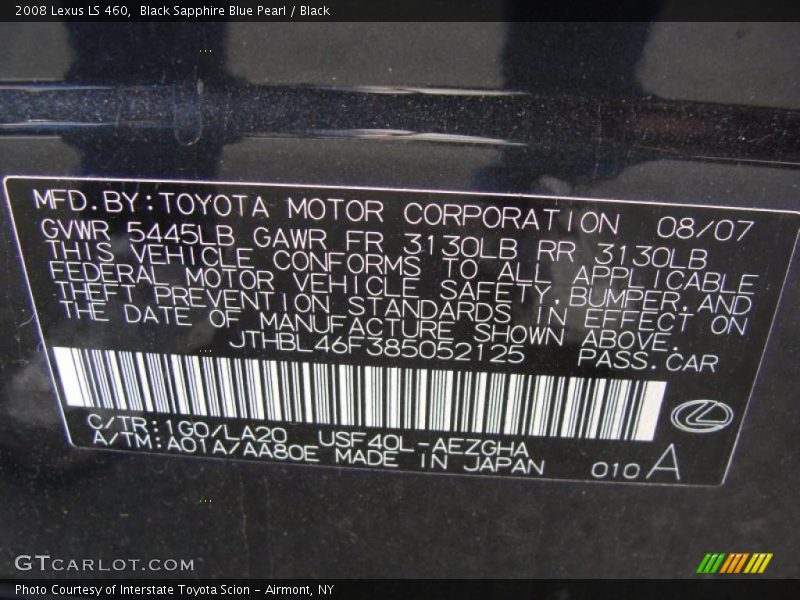 2008 Lexus LS 460, Black Sapphire Blue Pearl / Black
MFD.BY:TOYOTA MOTOR CORPORATION 08/07
GVWR 5445LB GAWR FR 3130LB RR 3130LB
THIS VEHICLE CONFORMS TO ALL APPLICABLE
FEDERAL MOTOR VEHICLE SAFETY,BUMPER,AND
THEFT PREVENTION STANDARDS IN EFFECT ON
THE DATE OF MANUFACTURE SHOWN ABOVE.
JTHBL46F385052125 PASS.CAR
C/TR:1G0/LA20 USF40L-AEZGHA
A/TM:A01A/AA80E MADE IN JAPAN 010 A
GTCARLOT.COM
Photo Courtesy of Interstate Toyota Scion - Airmont, NY